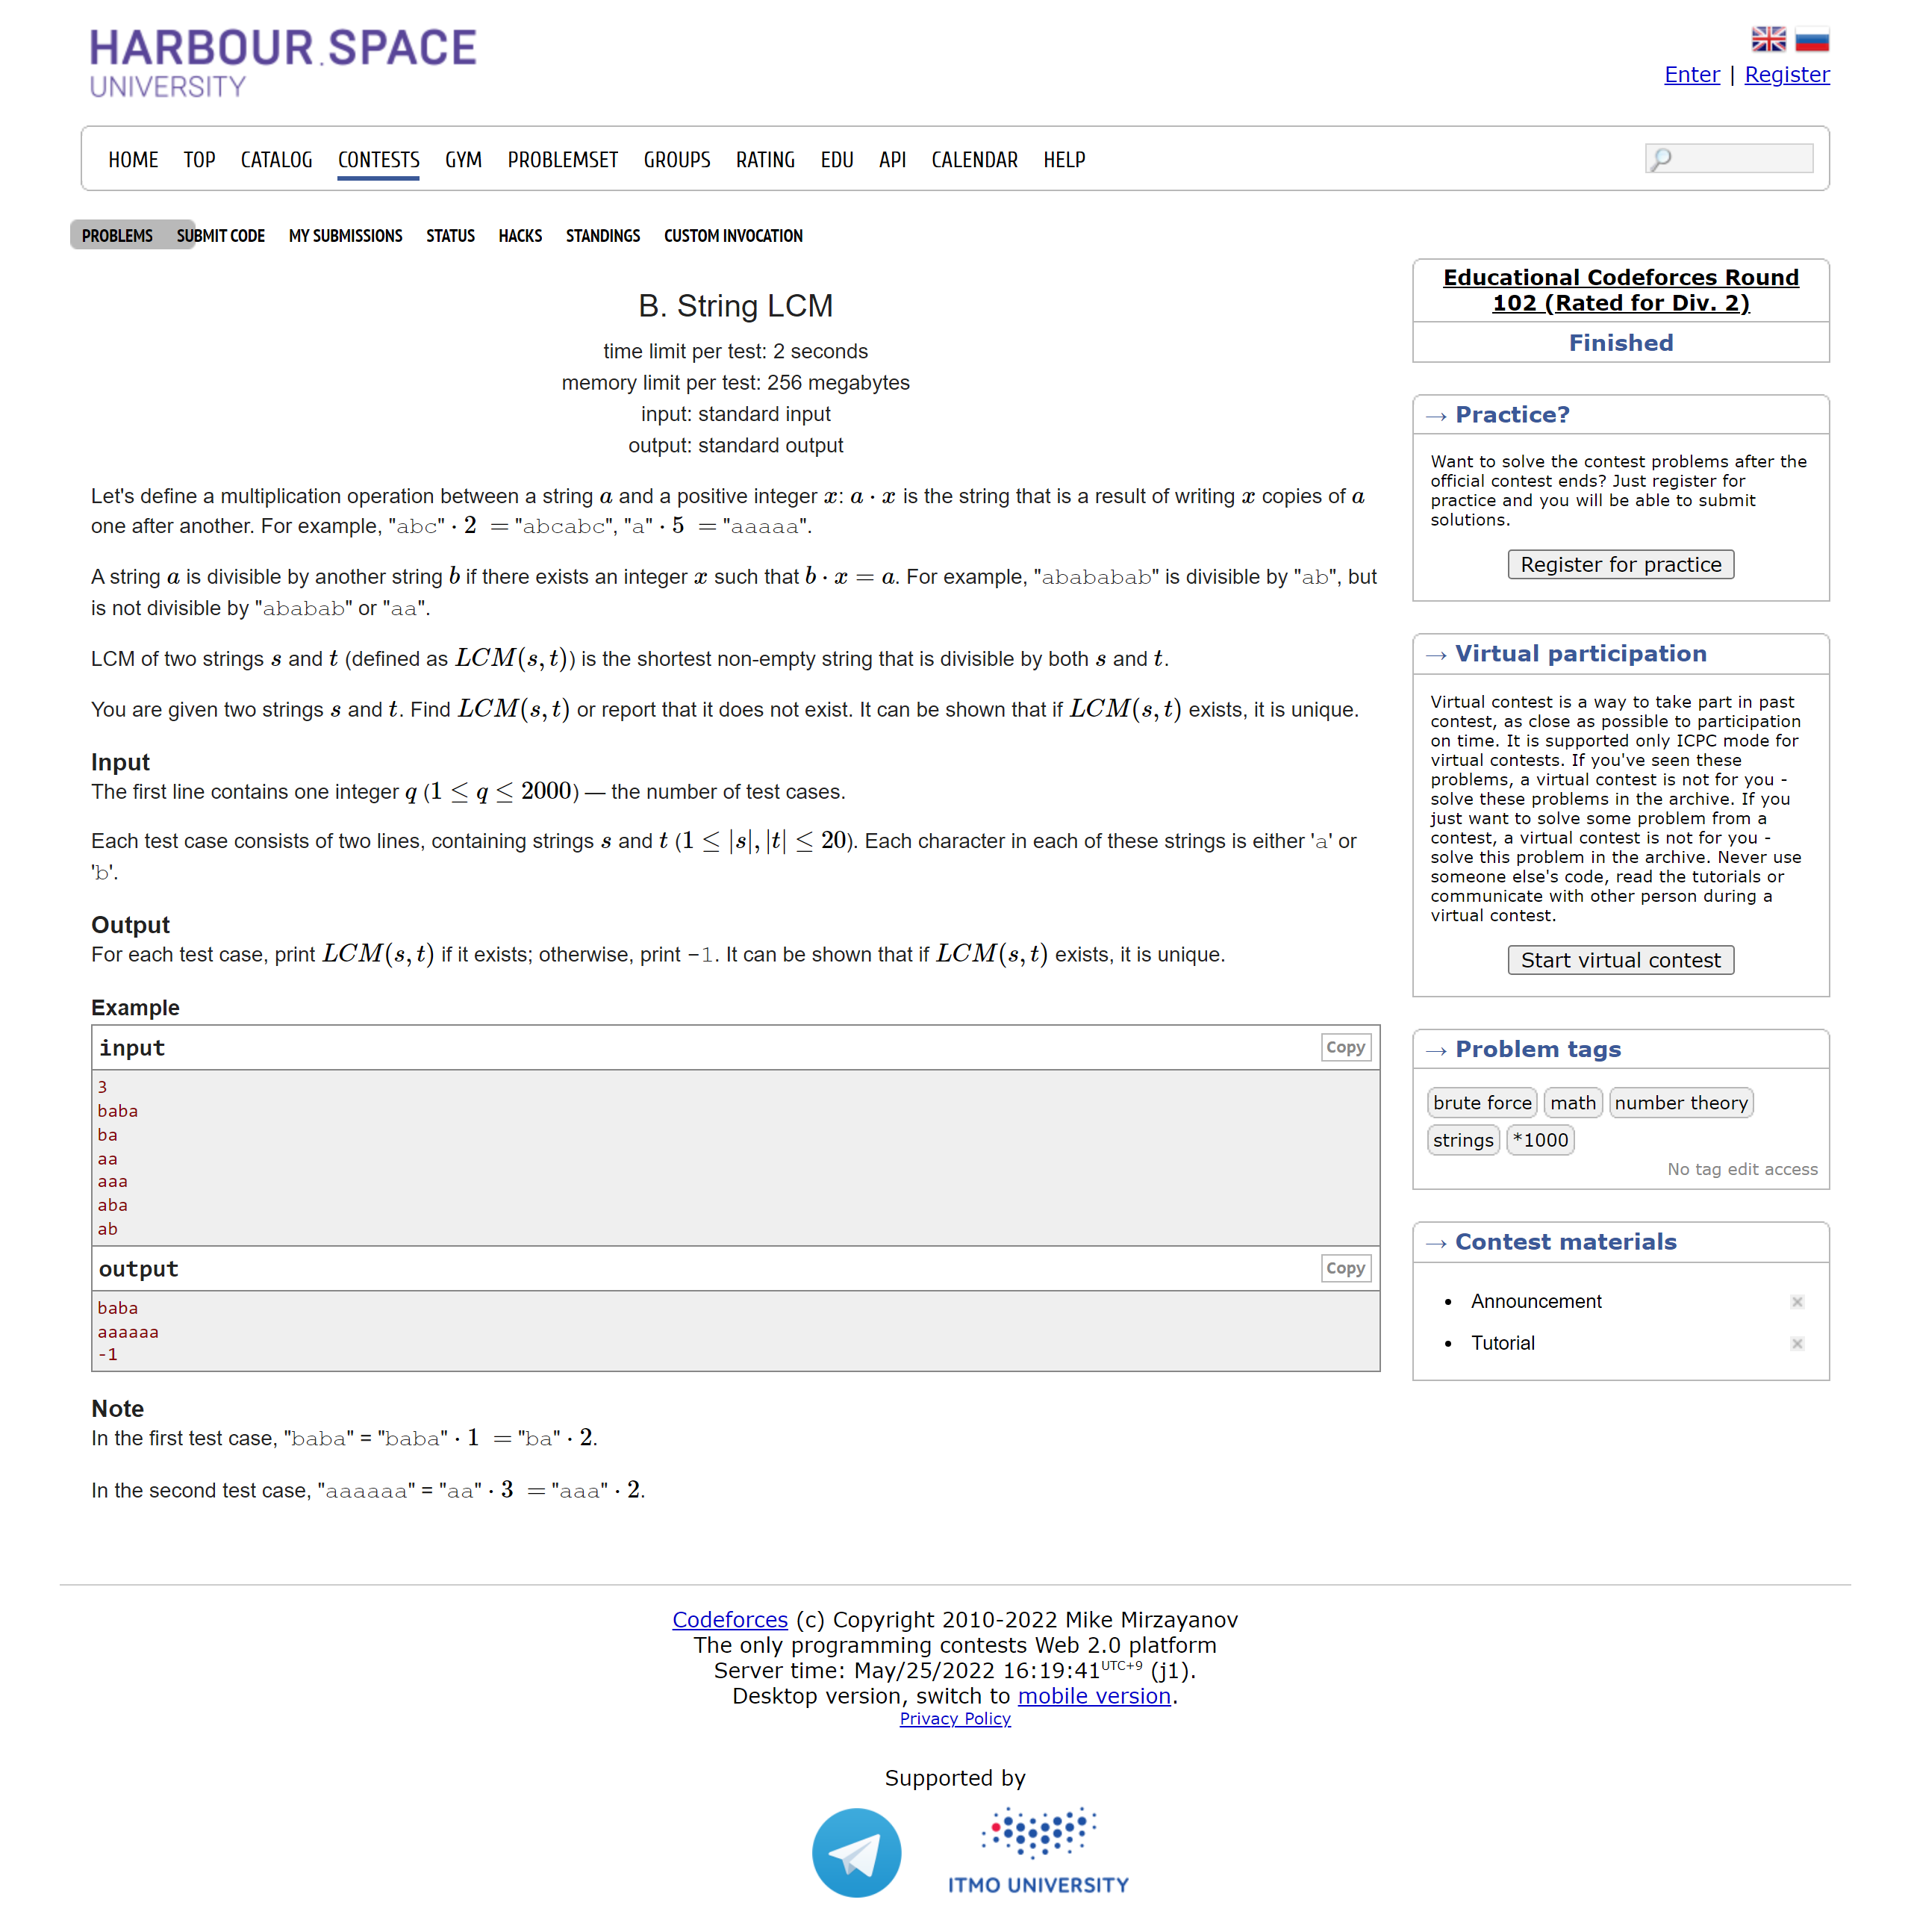 HARBOUR.SPACE
UNIVERSITY
Enter | Register
HOME TOP CATALOG CONTESTS GYM PROBLEMSET GROUPS RATING EDU API CALENDAR HELP
PROBLEMS SUBMIT CODE MY SUBMISSIONS STATUS HACKS STANDINGS CUSTOM INVOCATION
B. String LCM
time limit per test: 2 seconds
memory limit per test: 256 megabytes
input: standard input
output: standard output
Let's define a multiplication operation between a string a and a positive integer x: a · x is the string that is a result of writing x copies of a
one after another. For example, "abc" · 2 = "abcabc", "a" · 5 = "aaaaa".
A string a is divisible by another string b if there exists an integer x such that b · x = a. For example, "abababab" is divisible by "ab", but
is not divisible by "ababab" or "aa".
LCM of two strings s and t (defined as LCM(s, t)) is the shortest non-empty string that is divisible by both s and t.
You are given two strings s and t. Find LCM(s, t) or report that it does not exist. It can be shown that if LCM(s, t) exists, it is unique.
Input
The first line contains one integer q (1 ≤ q ≤ 2000) — the number of test cases.
Each test case consists of two lines, containing strings s and t (1 ≤ |s|, |t| ≤ 20). Each character in each of these strings is either 'a' or
'b'.
Output
For each test case, print LCM(s, t) if it exists; otherwise, print -1. It can be shown that if LCM(s, t) exists, it is unique.
Example
input Copy
3
baba
ba
aa
aaa
aba
ab
output Copy
baba
aaaaaa
-1
Note
In the first test case, "baba" = "baba" · 1 = "ba" · 2.
In the second test case, "aaaaaa" = "aa" · 3 = "aaa" · 2.
Educational Codeforces Round
102 (Rated for Div. 2)
Finished
→ Practice?
Want to solve the contest problems after the
official contest ends? Just register for
practice and you will be able to submit
solutions.
Register for practice
→ Virtual participation
Virtual contest is a way to take part in past
contest, as close as possible to participation
on time. It is supported only ICPC mode for
virtual contests. If you've seen these
problems, a virtual contest is not for you -
solve these problems in the archive. If you
just want to solve some problem from a
contest, a virtual contest is not for you -
solve this problem in the archive. Never use
someone else's code, read the tutorials or
communicate with other person during a
virtual contest.
Start virtual contest
→ Problem tags
brute force math number theory
strings *1000
No tag edit access
→ Contest materials
• Announcement
• Tutorial
Codeforces (c) Copyright 2010-2022 Mike Mirzayanov
The only programming contests Web 2.0 platform
Server time: May/25/2022 16:19:41 UTC+9 (j1).
Desktop version, switch to mobile version.
Privacy Policy
Supported by
ITMO UNIVERSITY